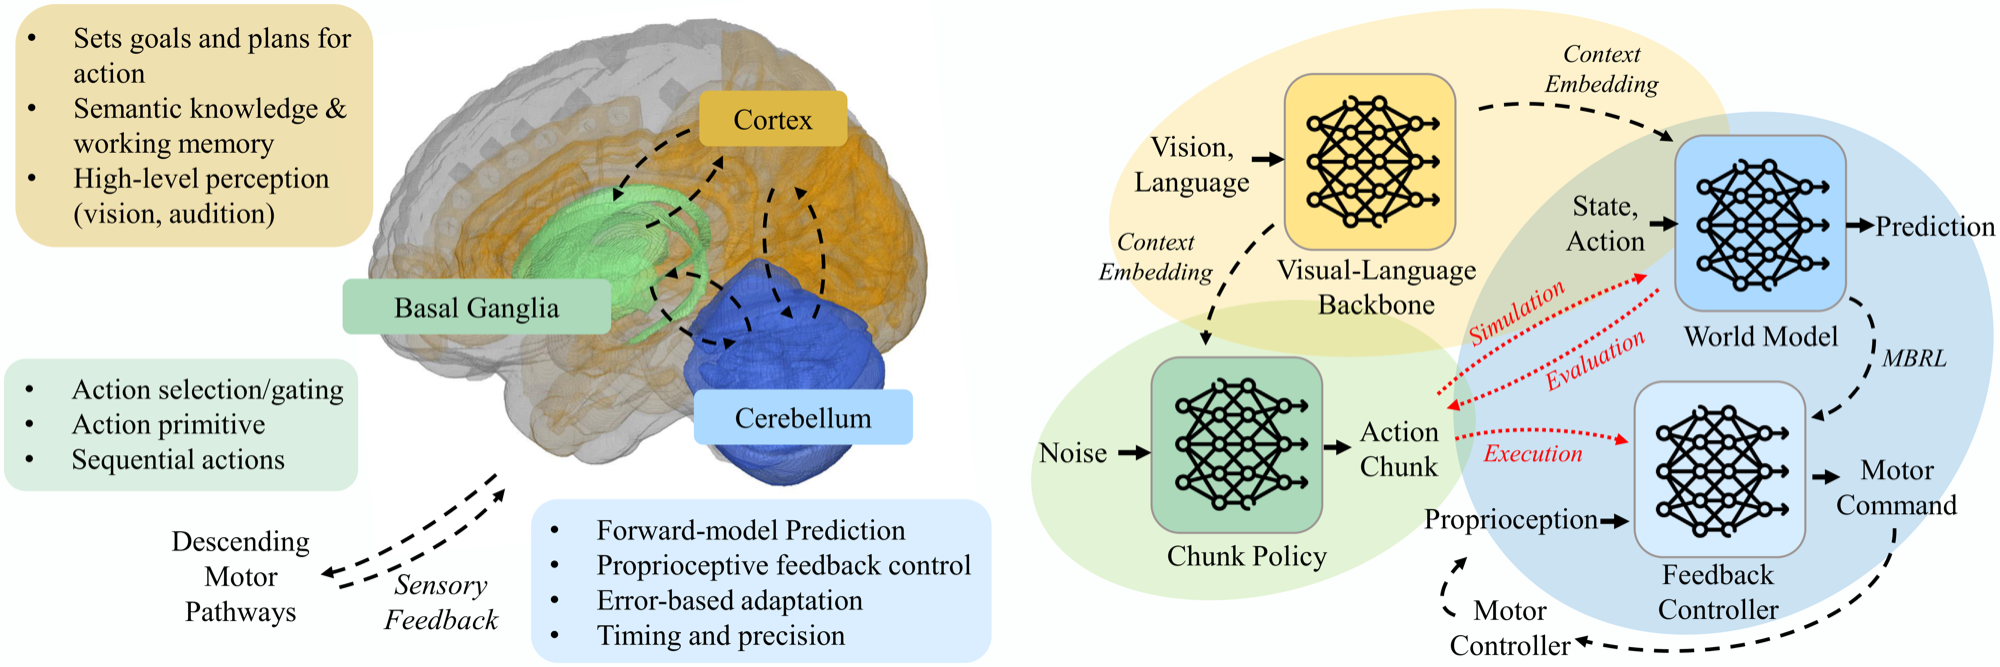 • Sets goals and plans for
action
• Semantic knowledge &
working memory
• High-level perception
(vision, audition)
Cortex
Basal Ganglia
Cerebellum
• Action selection/gating
• Action primitive
• Sequential actions
Descending
Motor
Pathways
Sensory
Feedback
• Forward-model Prediction
• Proprioceptive feedback control
• Error-based adaptation
• Timing and precision
Vision,
Language
Visual-Language
Backbone
Context
Embedding
Context
Embedding
State,
Action
Prediction
World Model
Simulation
Evaluation
MBRL
Noise
Chunk Policy
Action
Chunk
Execution
Proprioception
Feedback
Controller
Motor
Command
Motor
Controller